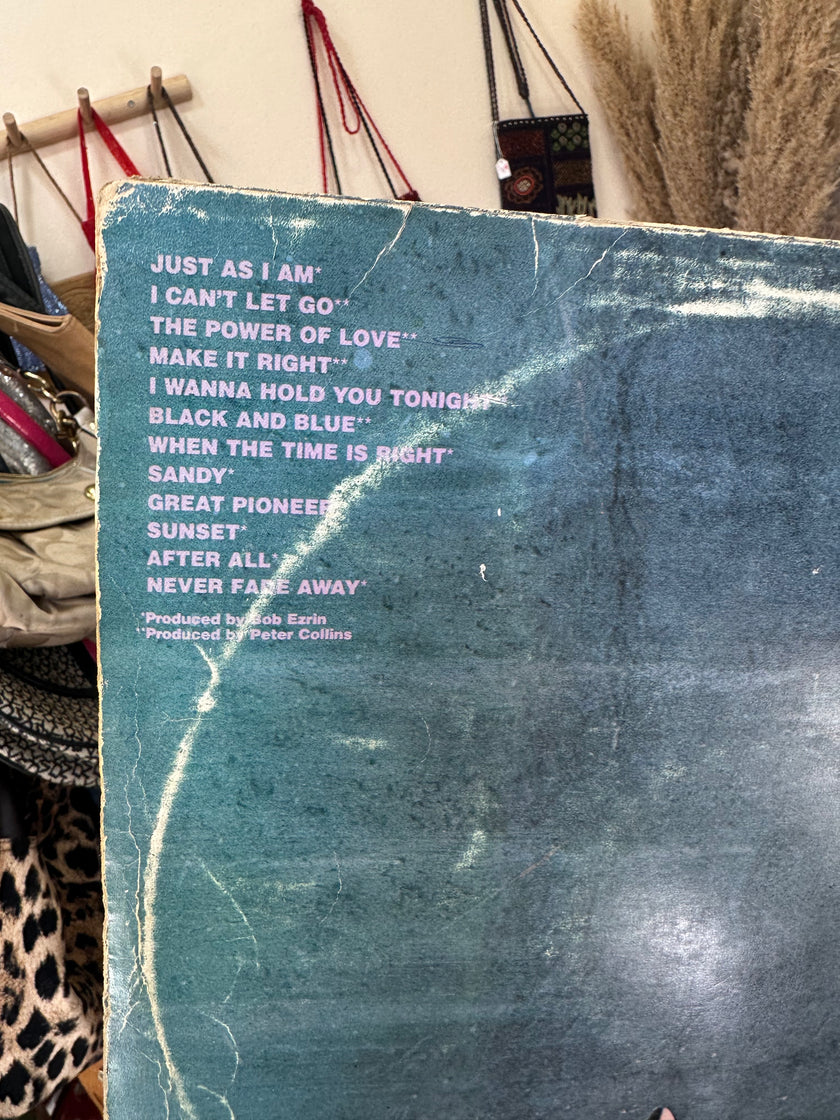 JUST AS I AM*
I CAN'T LET GO**
THE POWER OF LOVE**
MAKE IT RIGHT**
I WANNA HOLD YOU TONIGHT
BLACK AND BLUE**
WHEN THE TIME IS RIGHT*
SANDY*
GREAT PIONEER
SUNSET*
AFTER ALL*
NEVER FADE AWAY*
*Produced by Bob Ezrin
**Produced by Peter Collins